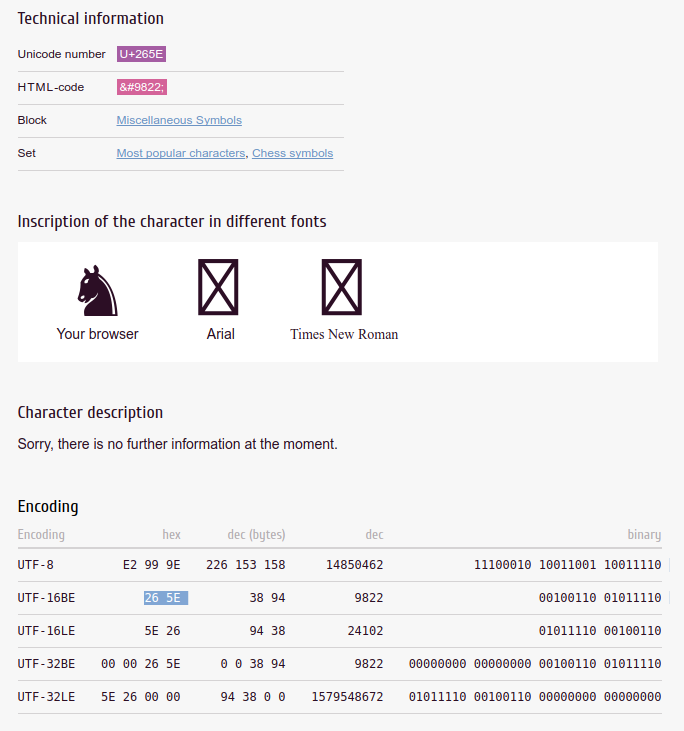 Technical information
Unicode number U+265E
HTML-code &#9822;
Block Miscellaneous Symbols
Set Most popular characters, Chess symbols
Inscription of the character in different fonts
♞
Your browser Arial Times New Roman
Character description
Sorry, there is no further information at the moment.
Encoding
Encoding hex dec (bytes) dec binary
UTF-8 E2 99 9E 226 153 158 14850462 11100010 10011001 10011110
UTF-16BE 26 5E 38 94 9822 00100110 01011110
UTF-16LE 5E 26 94 38 24102 01011110 00100110
UTF-32BE 00 00 26 5E 0 0 38 94 9822 00000000 00000000 00100110 01011110
UTF-32LE 5E 26 00 00 94 38 0 0 1579548672 01011110 00100110 00000000 00000000